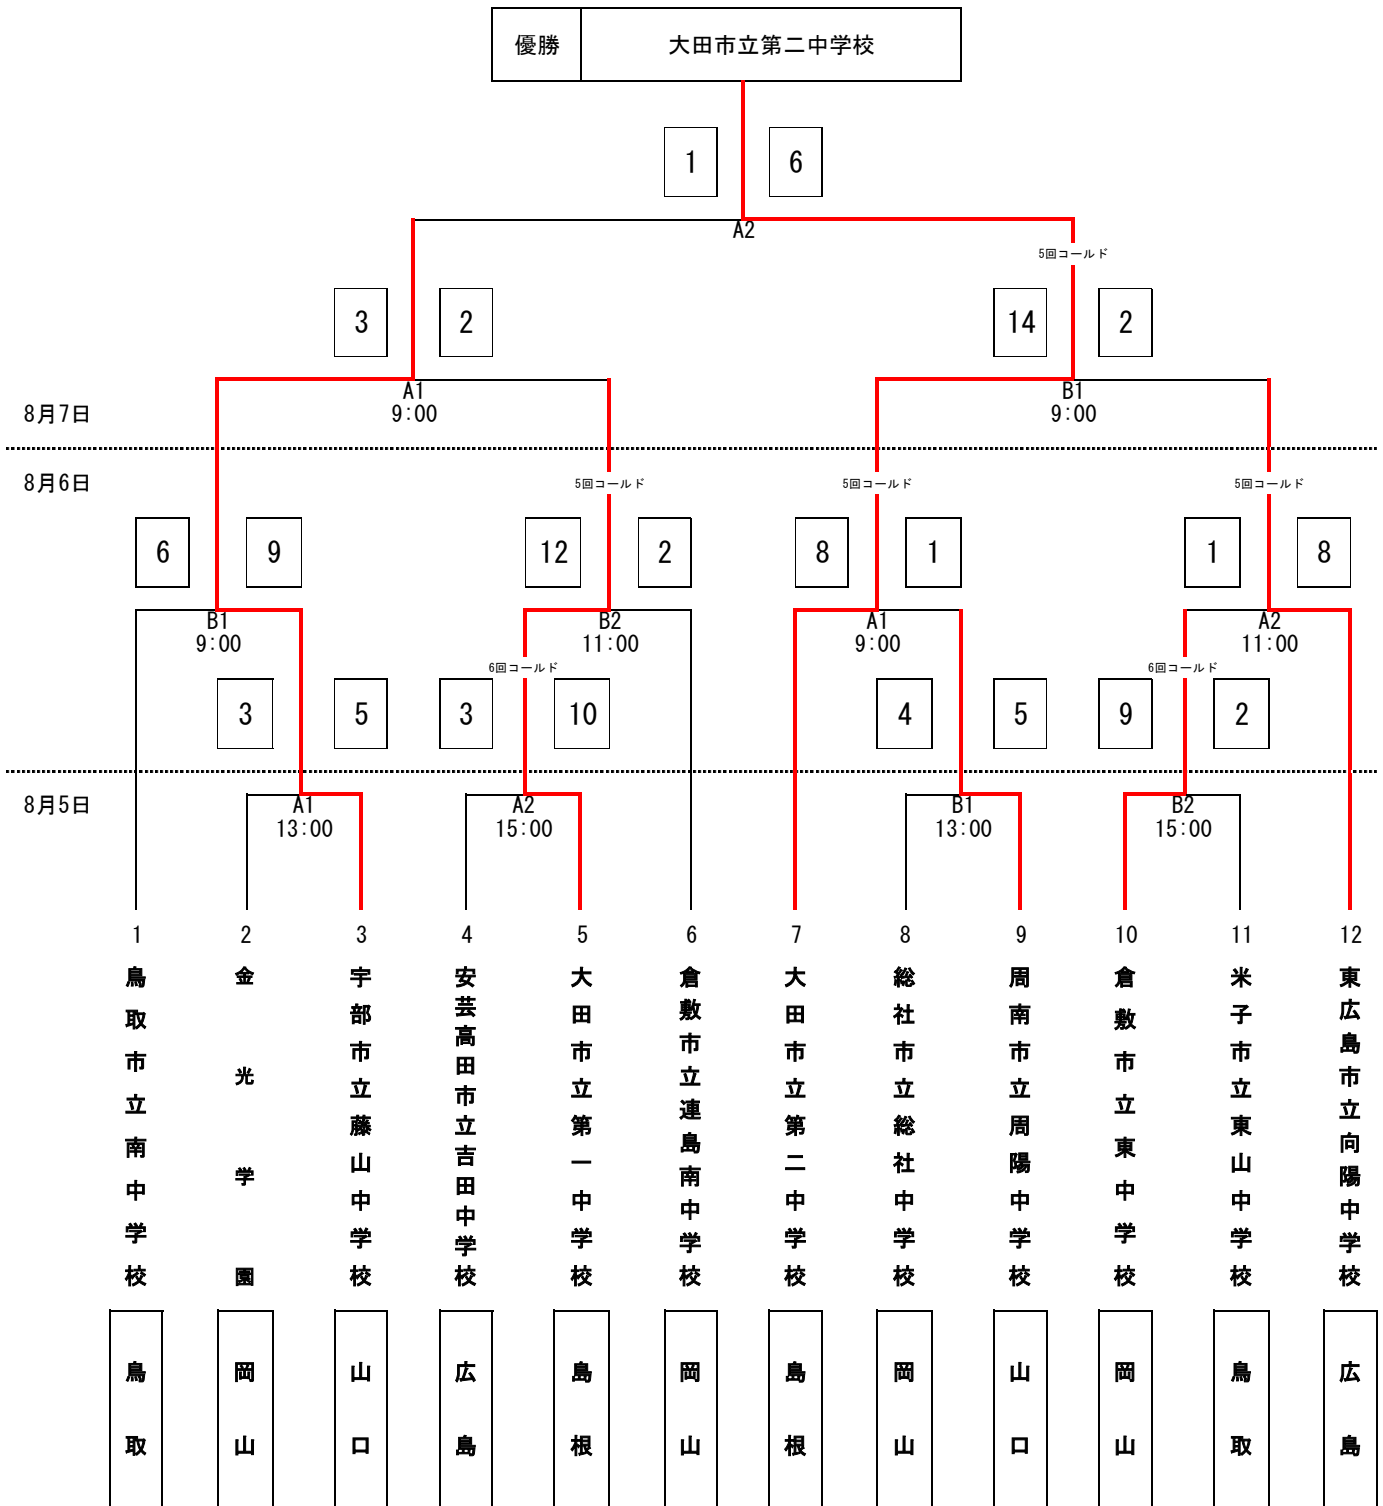 優勝 大田市立第二中学校
1 6
A2
5回コールド
3 2 14 2
A1 B1
9:00 9:00
8月7日
8月6日
5回コールド 5回コールド 5回コールド
6 9 12 2 8 1 1 8
B1 B2 A1 A2
9:00 11:00 9:00 11:00
6回コールド 6回コールド
3 5 3 10 4 5 9 2
8月5日
A1 A2 B1 B2
13:00 15:00 13:00 15:00
1 2 3 4 5 6 7 8 9 10 11 12
鳥取市立南中学校
金光学園
宇部市立藤山中学校
安芸高田市立吉田中学校
大田市立第一中学校
倉敷市立連島南中学校
大田市立第二中学校
総社市立総社中学校
周南市立周陽中学校
倉敷市立東中学校
米子市立東山中学校
東広島市立向陽中学校
鳥取
岡山
山口
広島
島根
岡山
島根
岡山
山口
岡山
鳥取
広島